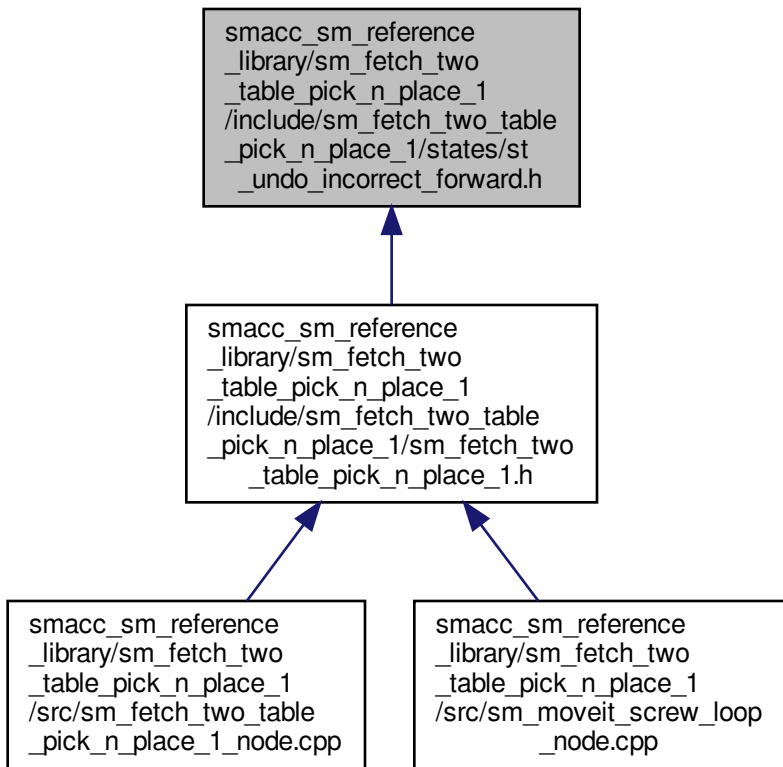 smacc_sm_reference
_library/sm_fetch_two
_table_pick_n_place_1
/include/sm_fetch_two_table
_pick_n_place_1/states/st
_undo_incorrect_forward.h
smacc_sm_reference
_library/sm_fetch_two
_table_pick_n_place_1
/include/sm_fetch_two_table
_pick_n_place_1/sm_fetch_two
_table_pick_n_place_1.h
smacc_sm_reference
_library/sm_fetch_two
_table_pick_n_place_1
/src/sm_fetch_two_table
_pick_n_place_1_node.cpp
smacc_sm_reference
_library/sm_fetch_two
_table_pick_n_place_1
/src/sm_moveit_screw_loop
_node.cpp